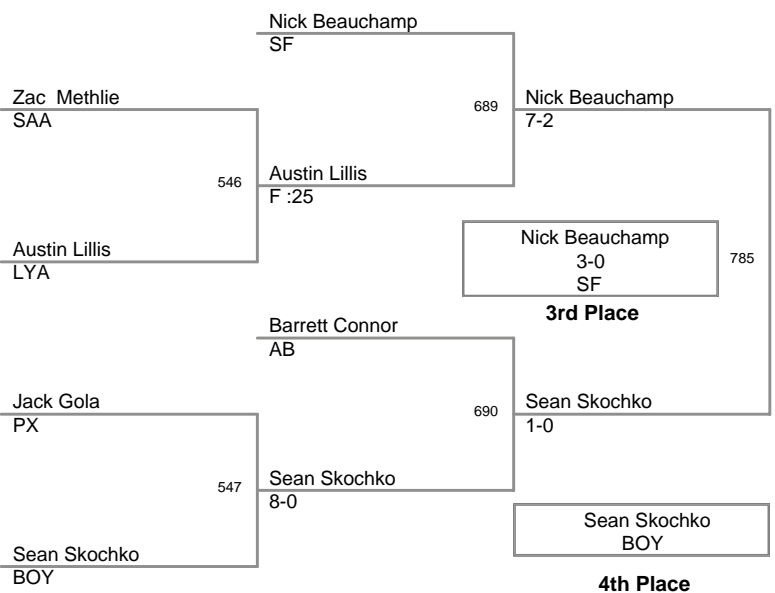 Nick Beauchamp
SF
Zac  Methlie
SAA
689
Nick Beauchamp
7-2
546
Austin Lillis
F :25
Austin Lillis
LYA
Nick Beauchamp
3-0
SF
785
3rd Place
Barrett Connor
AB
Jack Gola
PX
690
Sean Skochko
1-0
547
Sean Skochko
8-0
Sean Skochko
BOY
Sean Skochko
BOY
4th Place